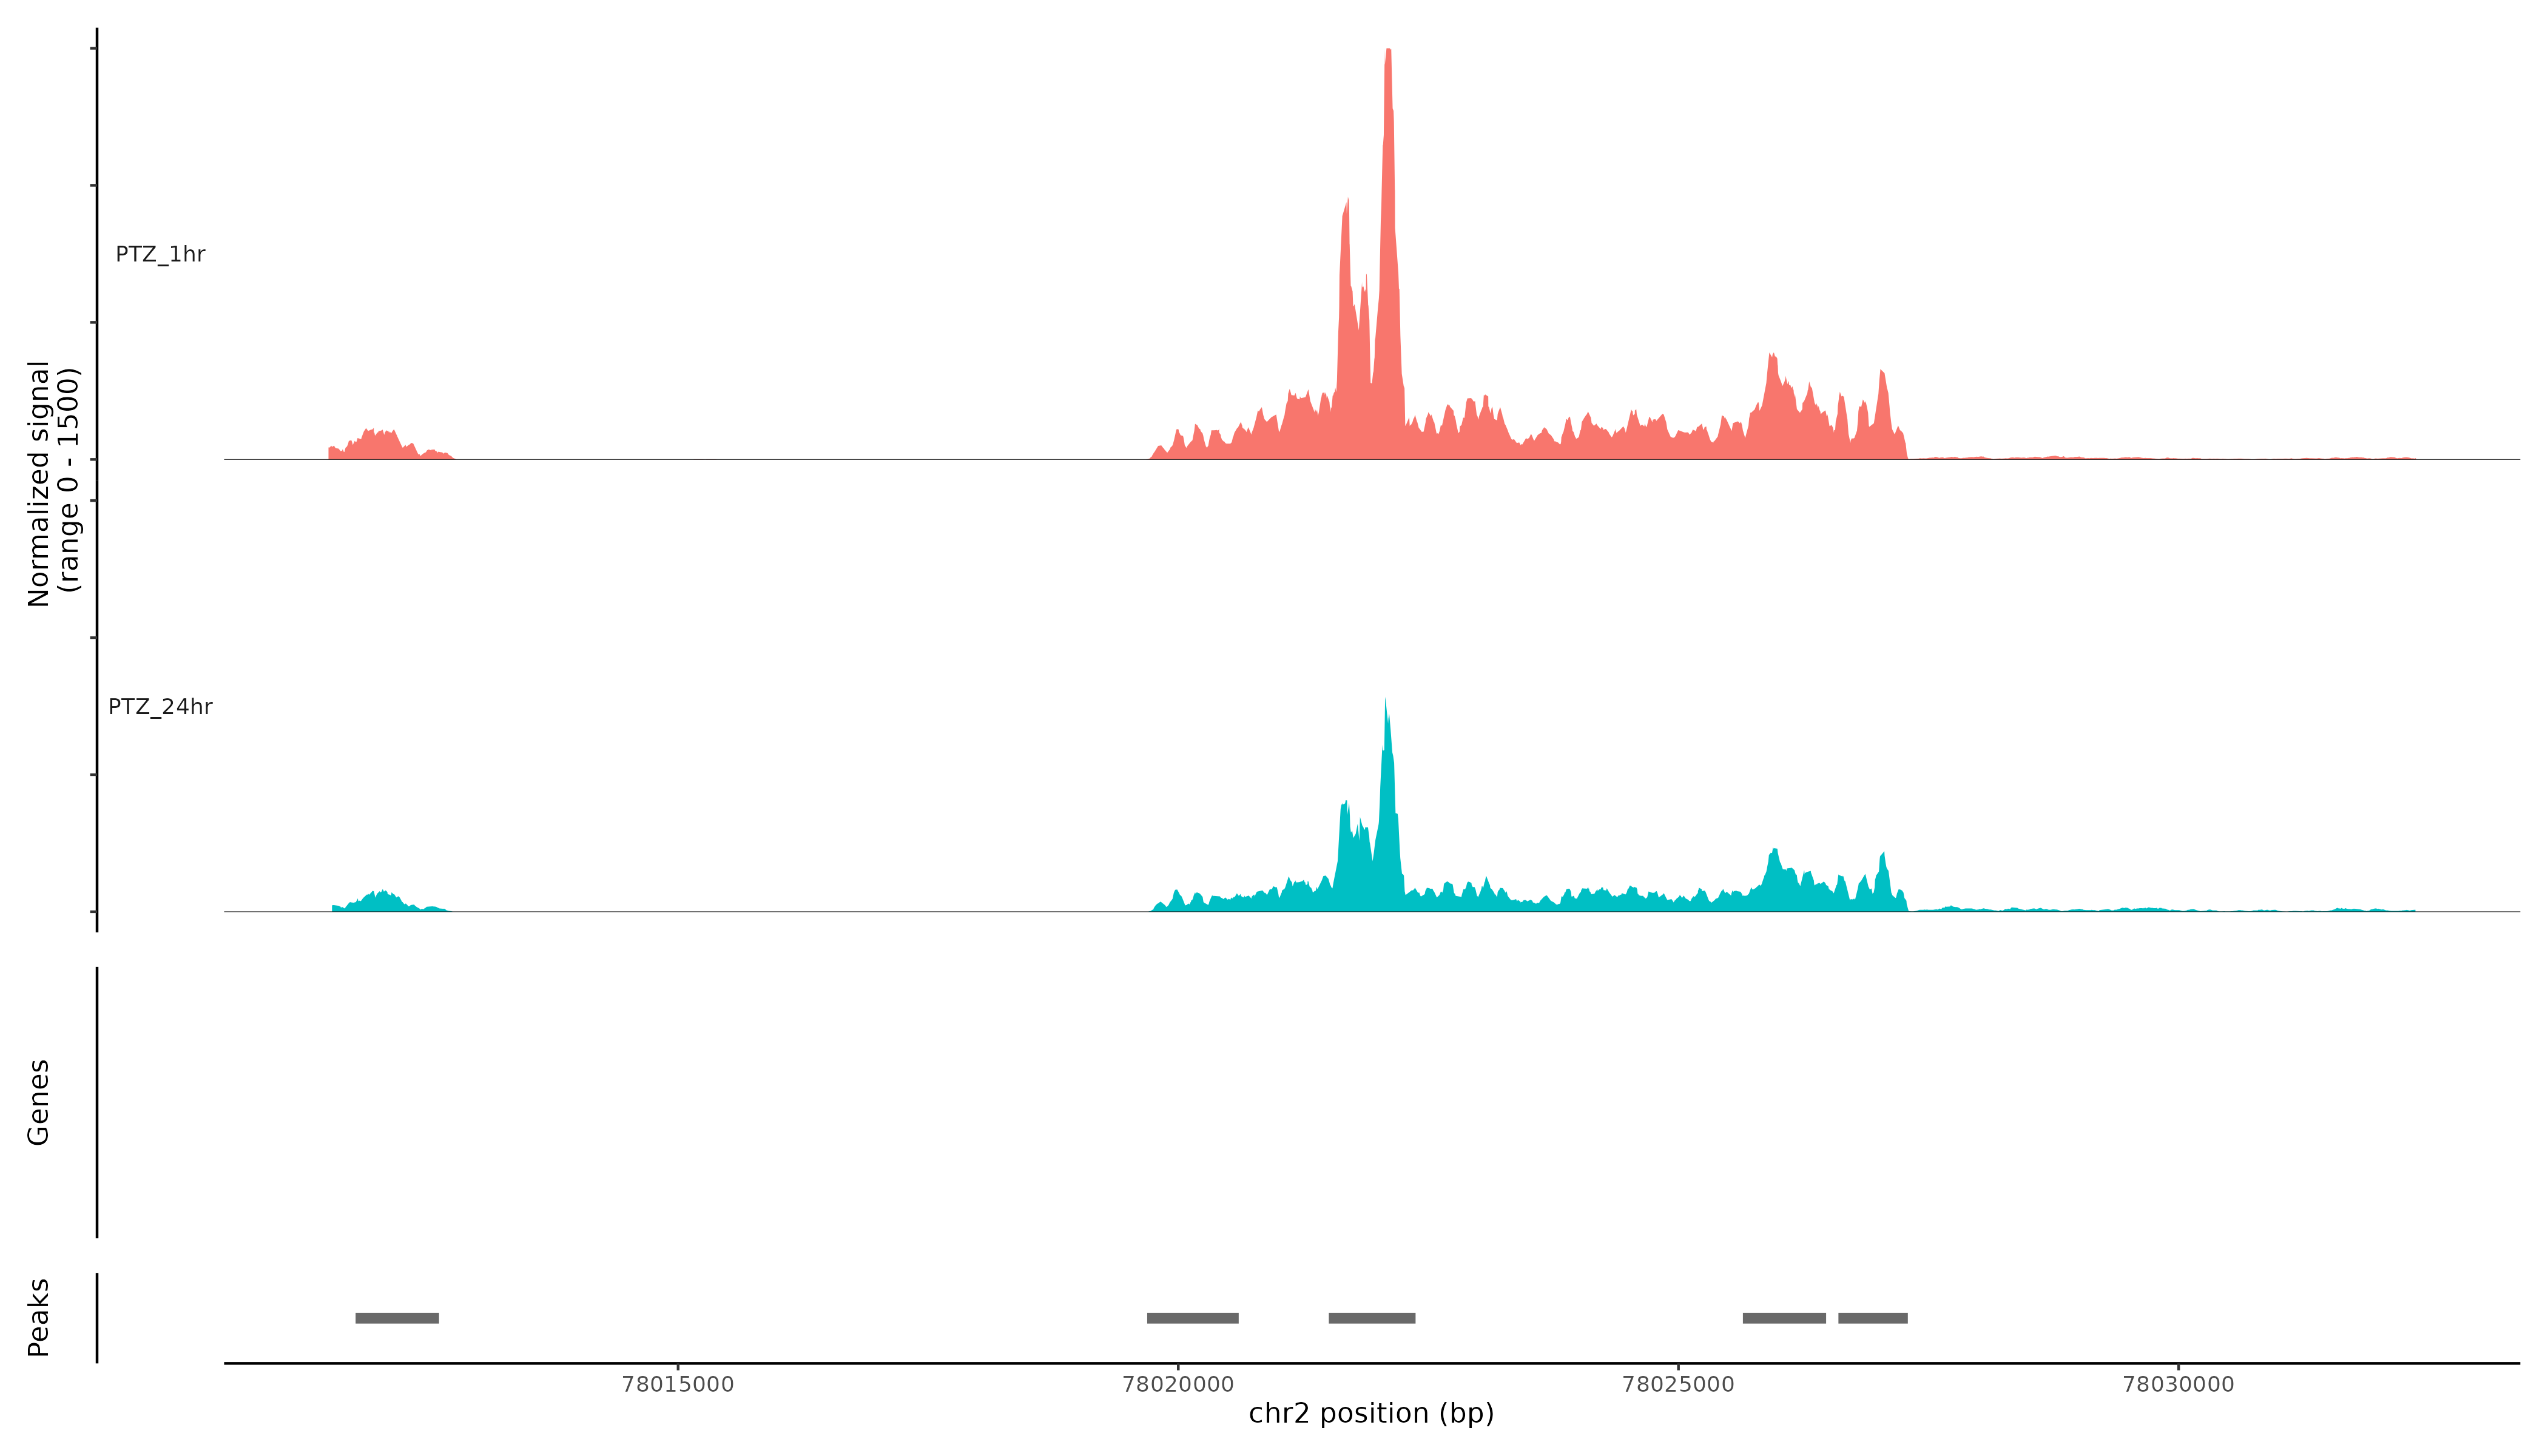 Normalized signal
(range 0 - 1500)
PTZ_1hr
PTZ_24hr
Genes
Peaks
78015000
78020000
78025000
78030000
chr2 position (bp)